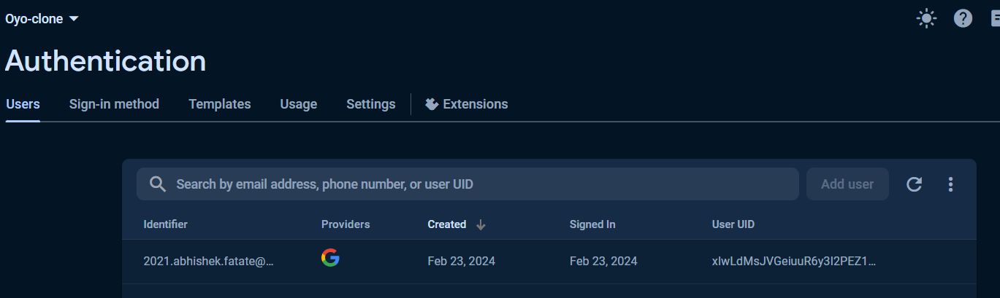 Oyo-clone
Authentication
Users Sign-in method Templates Usage Settings Extensions
Search by email address, phone number, or user UID Add user
Identifier Providers Created Signed In User UID
2021.abhishek.fatate@... Feb 23, 2024 Feb 23, 2024 xIwLdMsJVGeiuuR6y3I2PEZ1...